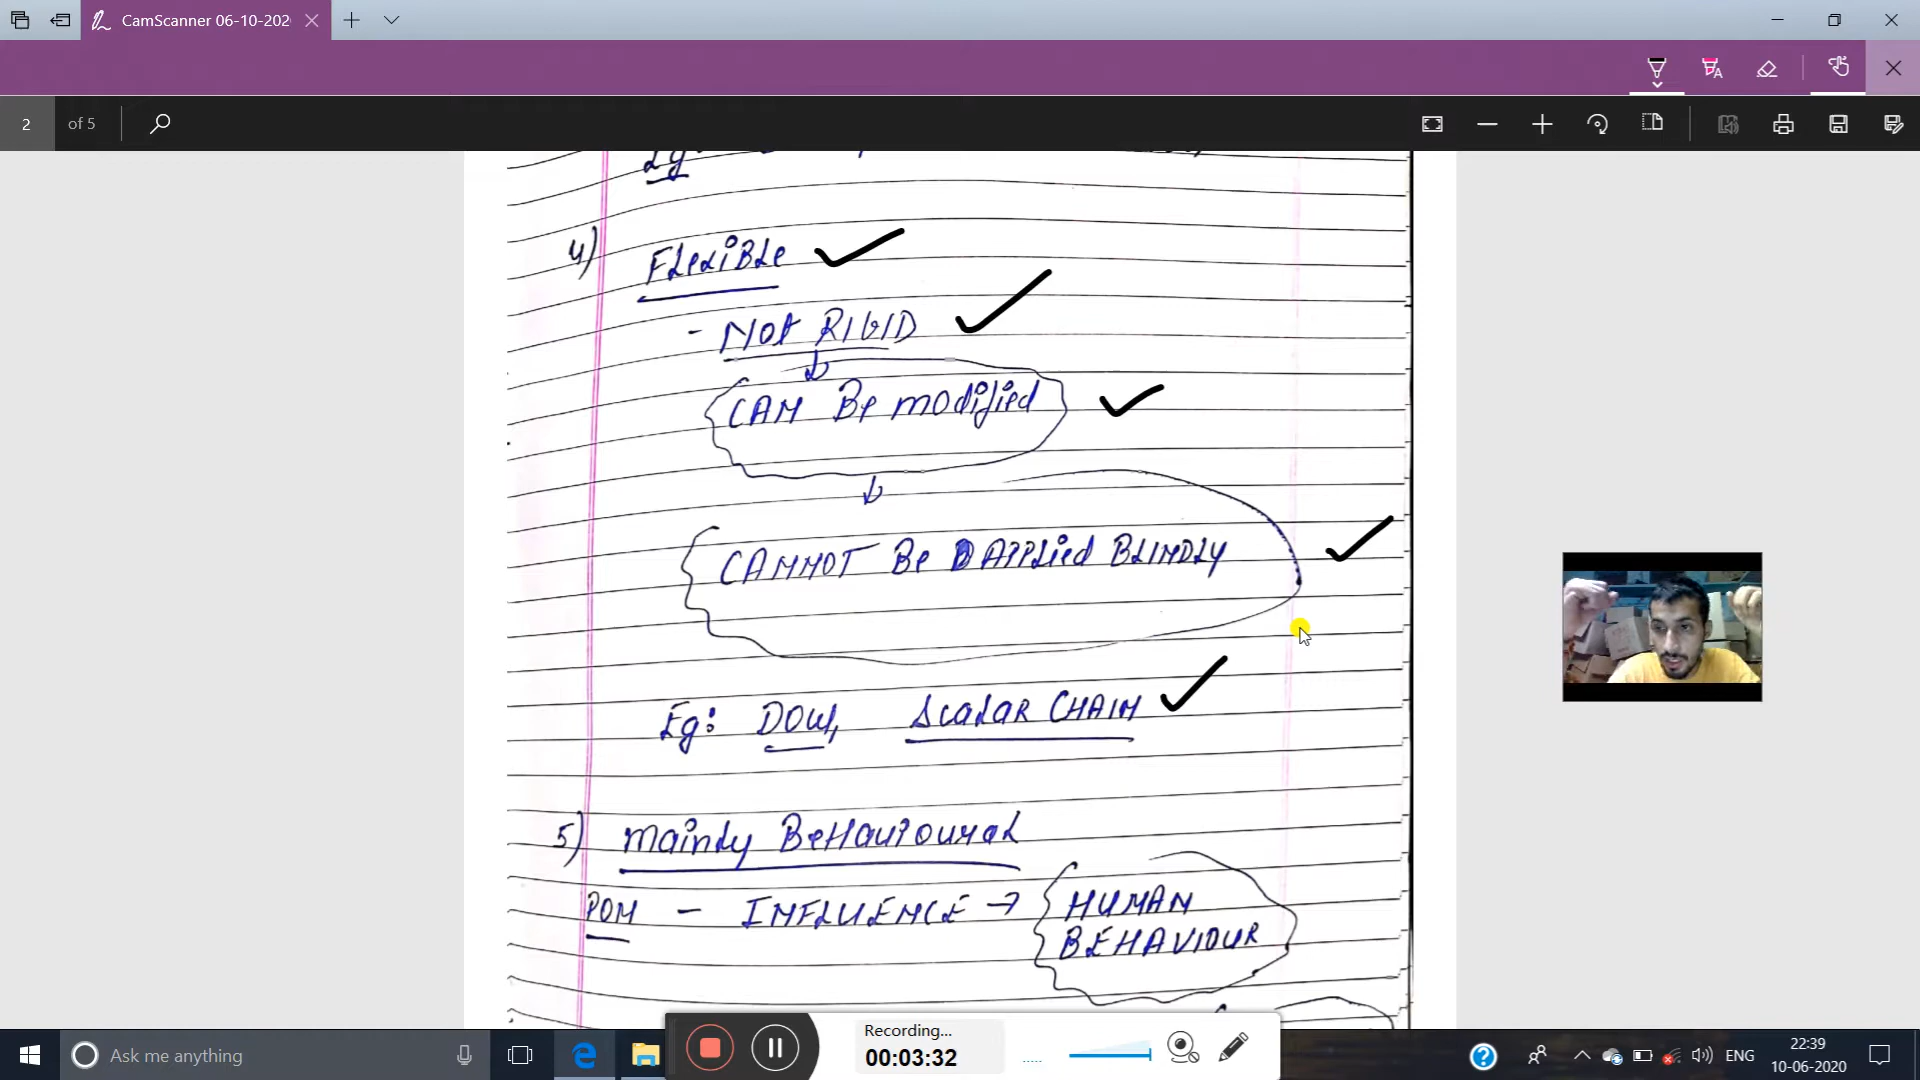 CamScanner 06-10-202
2 of 5
Eg
4) Flexible
- Not RIGID
CAN Be modified
CANNOT Be APPlied BLINDLY
Eg: DOW, ScalaR CHAIN
5) Mainly BeHavioural
POM - INFLUENCE → HUMAN
BEHAVIOUR
Recording...
00:03:32
Ask me anything
ENG
22:39
10-06-2020